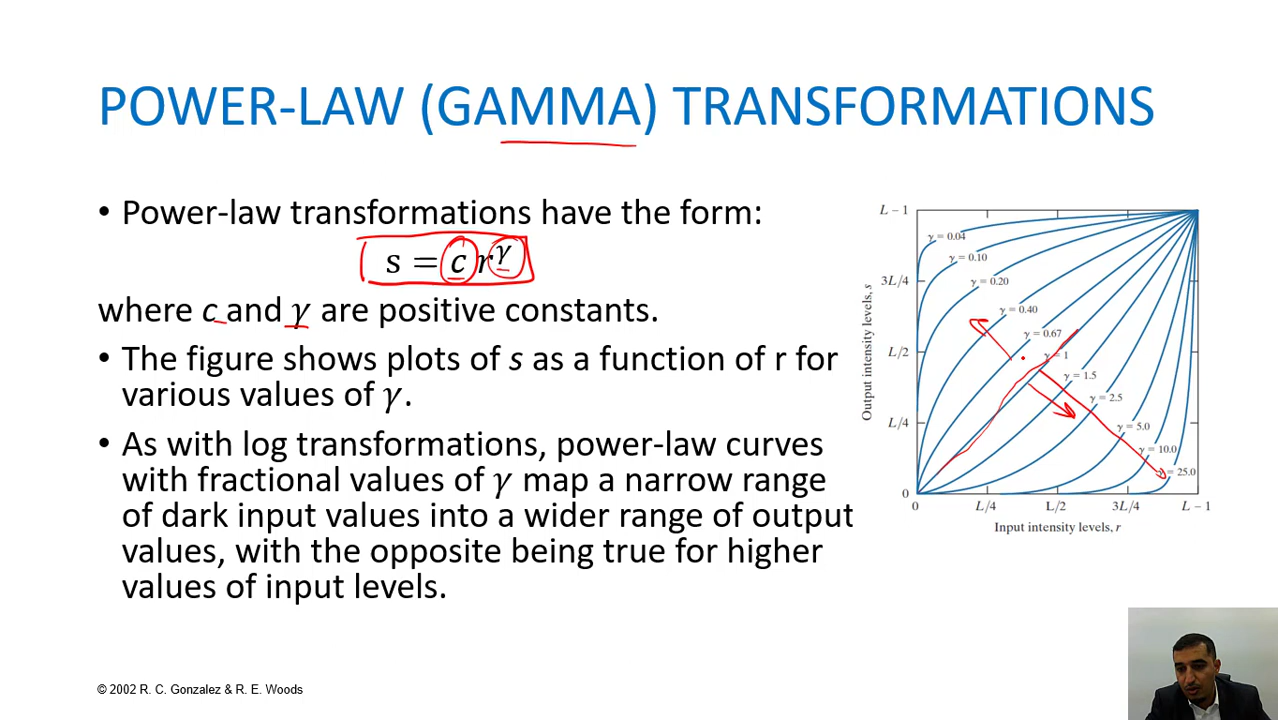 POWER-LAW (GAMMA) TRANSFORMATIONS
• Power-law transformations have the form:
s = c r^γ
where c and γ are positive constants.
• The figure shows plots of s as a function of r for
various values of γ.
• As with log transformations, power-law curves
with fractional values of γ map a narrow range
of dark input values into a wider range of output
values, with the opposite being true for higher
values of input levels.
L − 1
γ = 0.04
γ = 0.10
3L/4
γ = 0.20
γ = 0.40
γ = 0.67
L/2
γ = 1
γ = 1.5
γ = 2.5
L/4
γ = 5.0
γ = 10.0
= 25.0
0
0 L/4 L/2 3L/4 L − 1
Output intensity levels, s
Input intensity levels, r
© 2002 R. C. Gonzalez & R. E. Woods